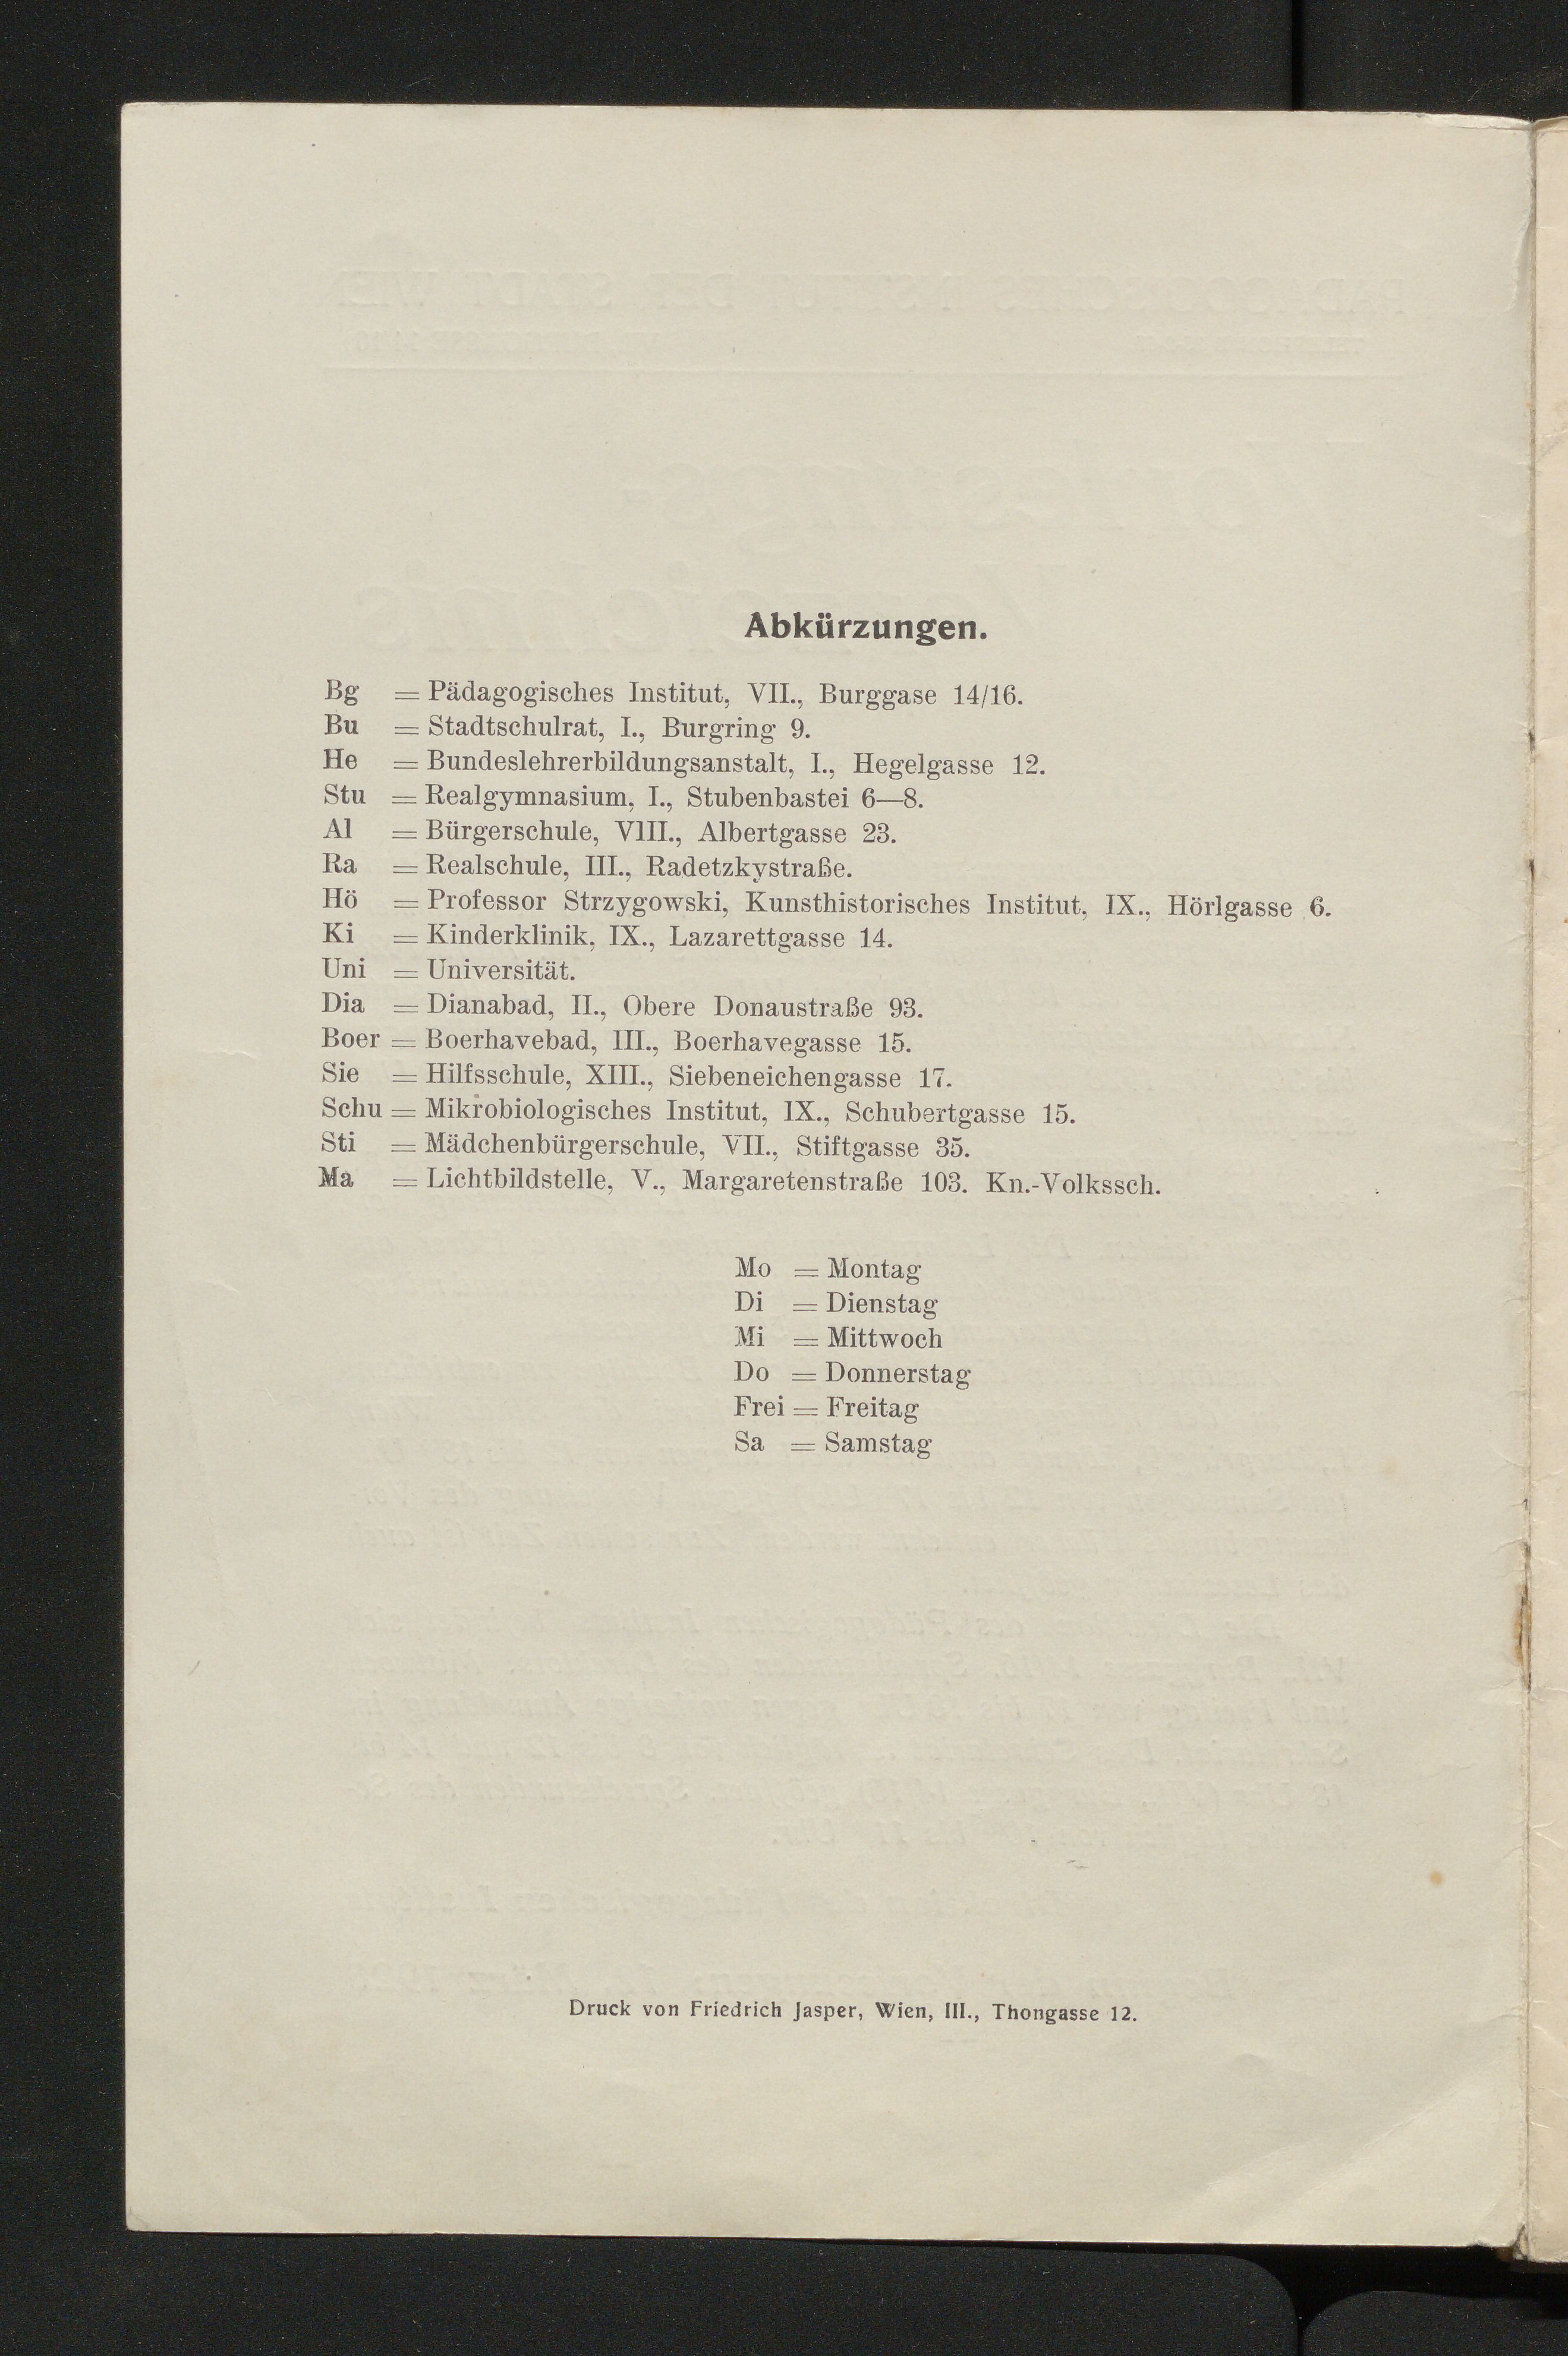 Abkürzungen.
Bg = Pädagogisches Institut, VII., Burggase 14/16.
Bu = Stadtschulrat, I., Burgring 9.
He = Bundeslehrerbildungsanstalt, I., Hegelgasse 12.
Stu = Realgymnasium, I., Stubenbastei 6—8.
Al = Bürgerschule, VIII., Albertgasse 23.
Ra = Realschule, III., Radetzkystraße.
Hö = Professor Strzygowski, Kunsthistorisches Institut, IX., Hörlgasse 6.
Ki = Kinderklinik, IX., Lazarettgasse 14.
Uni = Universität.
Dia = Dianabad, II., Obere Donaustraße 93.
Boer = Boerhavebad, III., Boerhavegasse 15.
Sie = Hilfsschule, XIII., Siebeneichengasse 17.
Schu = Mikrobiologisches Institut, IX., Schubertgasse 15.
Sti = Mädchenbürgerschule, VII., Stiftgasse 35.
Ma = Lichtbildstelle, V., Margaretenstraße 103. Kn.-Volkssch.
Mo = Montag
Di = Dienstag
Mi = Mittwoch
Do = Donnerstag
Frei = Freitag
Sa = Samstag
Druck von Friedrich Jasper, Wien, III., Thongasse 12.